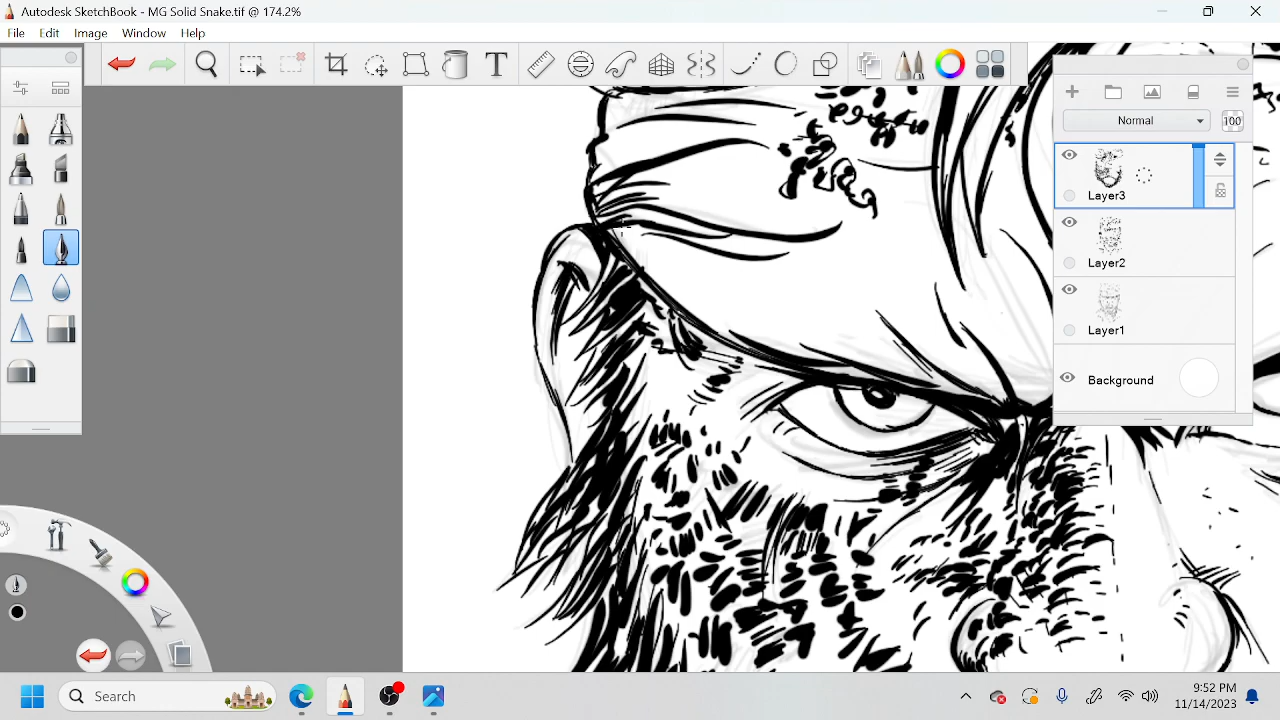 Autodesk SketchBook - MG Solid Snake.tif @ 174.2%
File Edit Image Window Help
T
Normal 100
Layer3
Layer2
Layer1
Background
Search
9:52 PM
11/14/2023